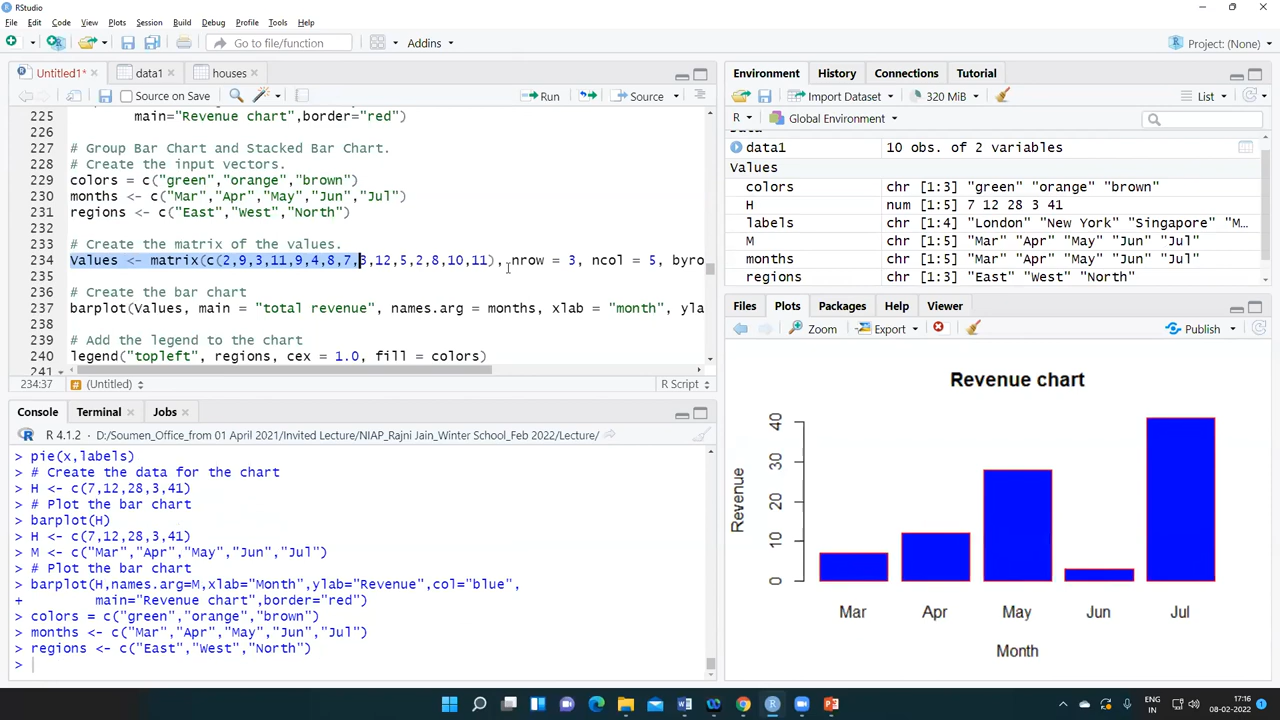 RStudio
File Edit Code View Plots Session Build Debug Profile Tools Help
Go to file/function Addins Project: (None)
Untitled1* data1 houses
Source on Save Run Source
225 main="Revenue chart",border="red")
226
227 # Group Bar Chart and Stacked Bar Chart.
228 # Create the input vectors.
229 colors = c("green","orange","brown")
230 months <- c("Mar","Apr","May","Jun","Jul")
231 regions <- c("East","West","North")
232
233 # Create the matrix of the values.
234 Values <- matrix(c(2,9,3,11,9,4,8,7,3,12,5,2,8,10,11), nrow = 3, ncol = 5, byro
235
236 # Create the bar chart
237 barplot(Values, main = "total revenue", names.arg = months, xlab = "month", yla
238
239 # Add the legend to the chart
240 legend("topleft", regions, cex = 1.0, fill = colors)
241
234:37 # (Untitled) R Script
Console Terminal Jobs
R 4.1.2 · D:/Soumen_Office_from 01 April 2021/Invited Lecture/NIAP_Rajni Jain_Winter School_Feb 2022/Lecture/
> pie(x,labels)
> # Create the data for the chart
> H <- c(7,12,28,3,41)
> # Plot the bar chart
> barplot(H)
> H <- c(7,12,28,3,41)
> M <- c("Mar","Apr","May","Jun","Jul")
> # Plot the bar chart
> barplot(H,names.arg=M,xlab="Month",ylab="Revenue",col="blue",
+ main="Revenue chart",border="red")
> colors = c("green","orange","brown")
> months <- c("Mar","Apr","May","Jun","Jul")
> regions <- c("East","West","North")
>
Environment History Connections Tutorial
Import Dataset 320 MiB List
R Global Environment
Data
data1 10 obs. of 2 variables
Values
colors chr [1:3] "green" "orange" "brown"
H num [1:5] 7 12 28 3 41
labels chr [1:4] "London" "New York" "Singapore" "M…
M chr [1:5] "Mar" "Apr" "May" "Jun" "Jul"
months chr [1:5] "Mar" "Apr" "May" "Jun" "Jul"
regions chr [1:3] "East" "West" "North"
Files Plots Packages Help Viewer
Zoom Export Publish
Revenue chart
Revenue
40
30
20
10
0
Mar Apr May Jun Jul
Month
ENG
IN
17:16
08-02-2022